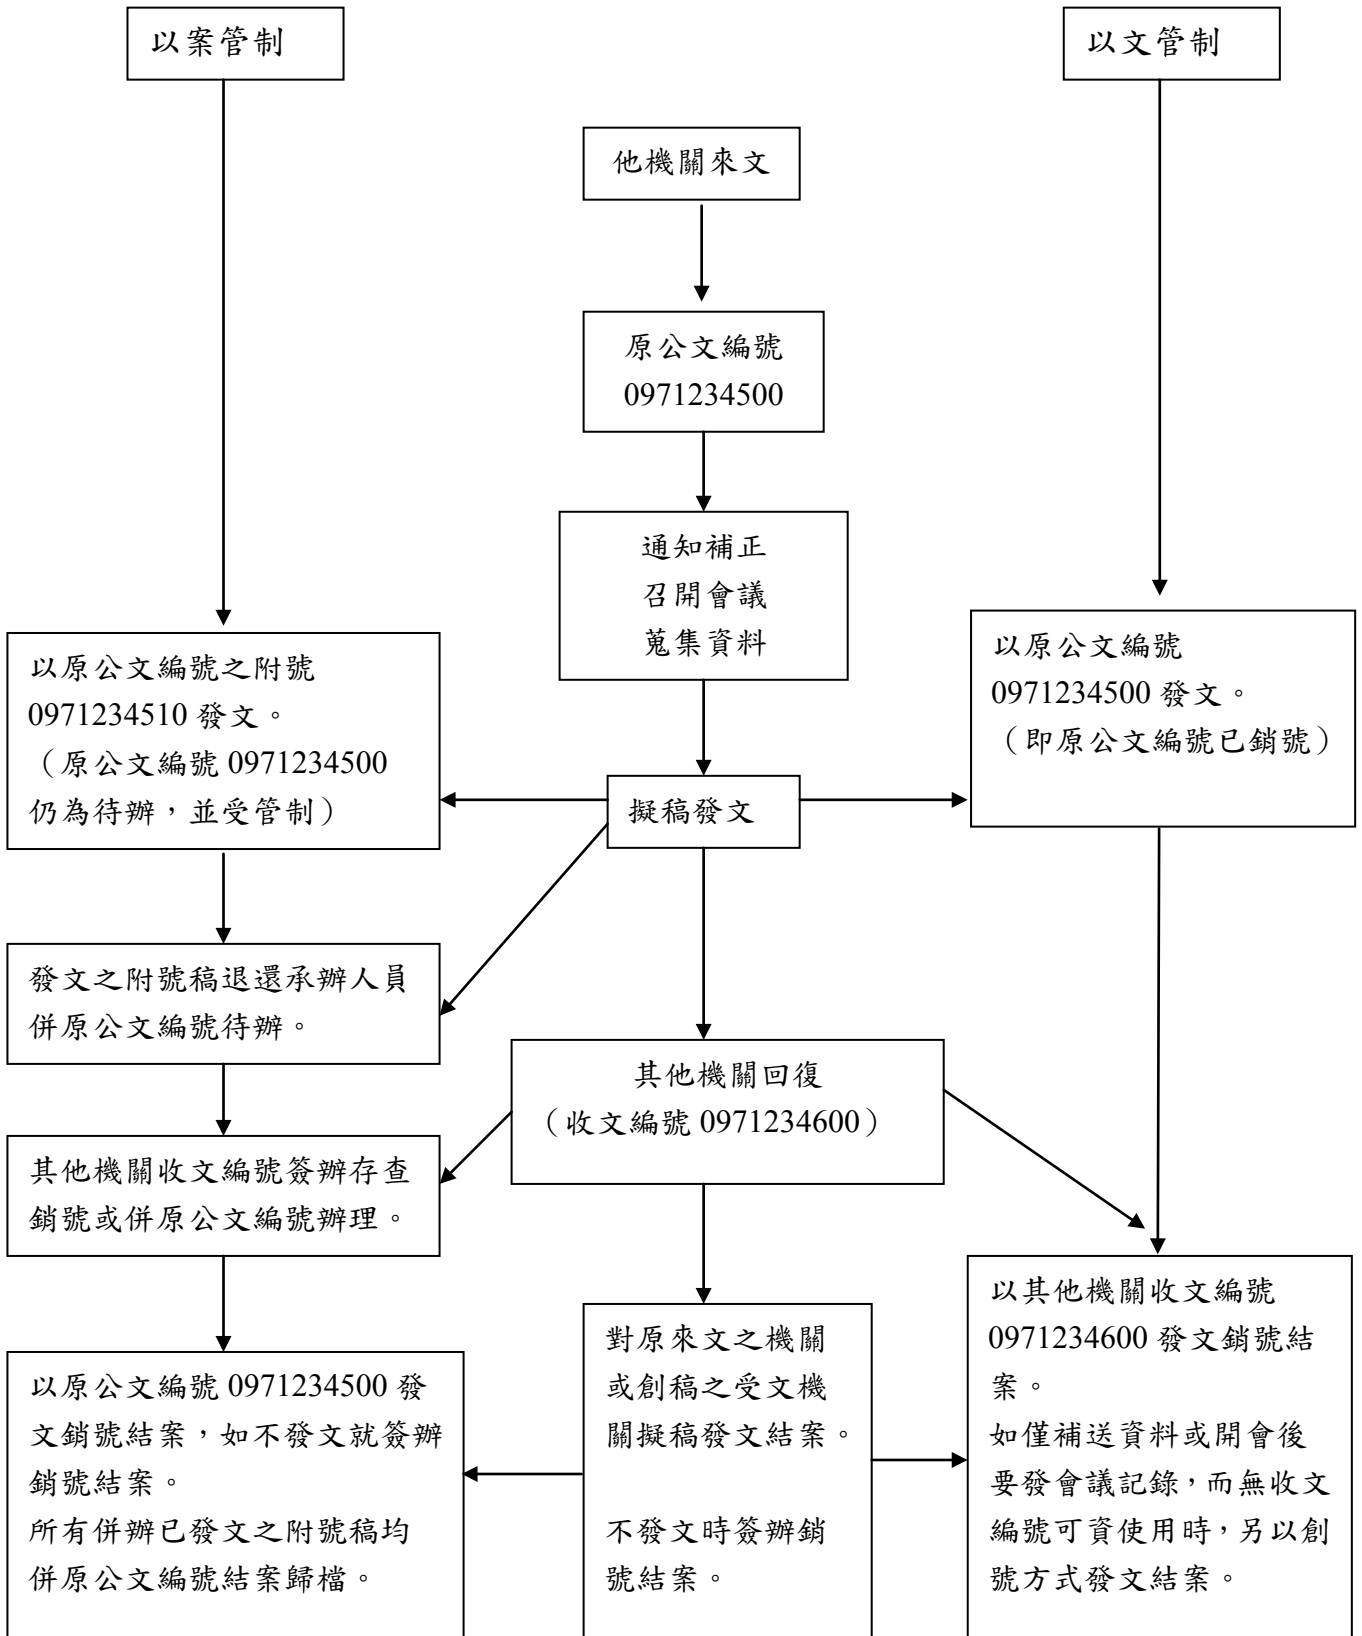 以案管制
以文管制
他機關來文
原公文編號
0971234500
通知補正
召開會議
蒐集資料
以原公文編號之附號
0971234510 發文。
（原公文編號 0971234500
仍為待辦，並受管制）
擬稿發文
以原公文編號
0971234500 發文。
（即原公文編號已銷號）
發文之附號稿退還承辦人員
併原公文編號待辦。
其他機關回復
（收文編號 0971234600）
其他機關收文編號簽辦存查
銷號或併原公文編號辦理。
以原公文編號 0971234500 發
文銷號結案，如不發文就簽辦
銷號結案。
所有併辦已發文之附號稿均
併原公文編號結案歸檔。
對原來文之機關
或創稿之受文機
關擬稿發文結案。
不發文時簽辦銷
號結案。
以其他機關收文編號
0971234600 發文銷號結
案。
如僅補送資料或開會後
要發會議記錄，而無收文
編號可資使用時，另以創
號方式發文結案。